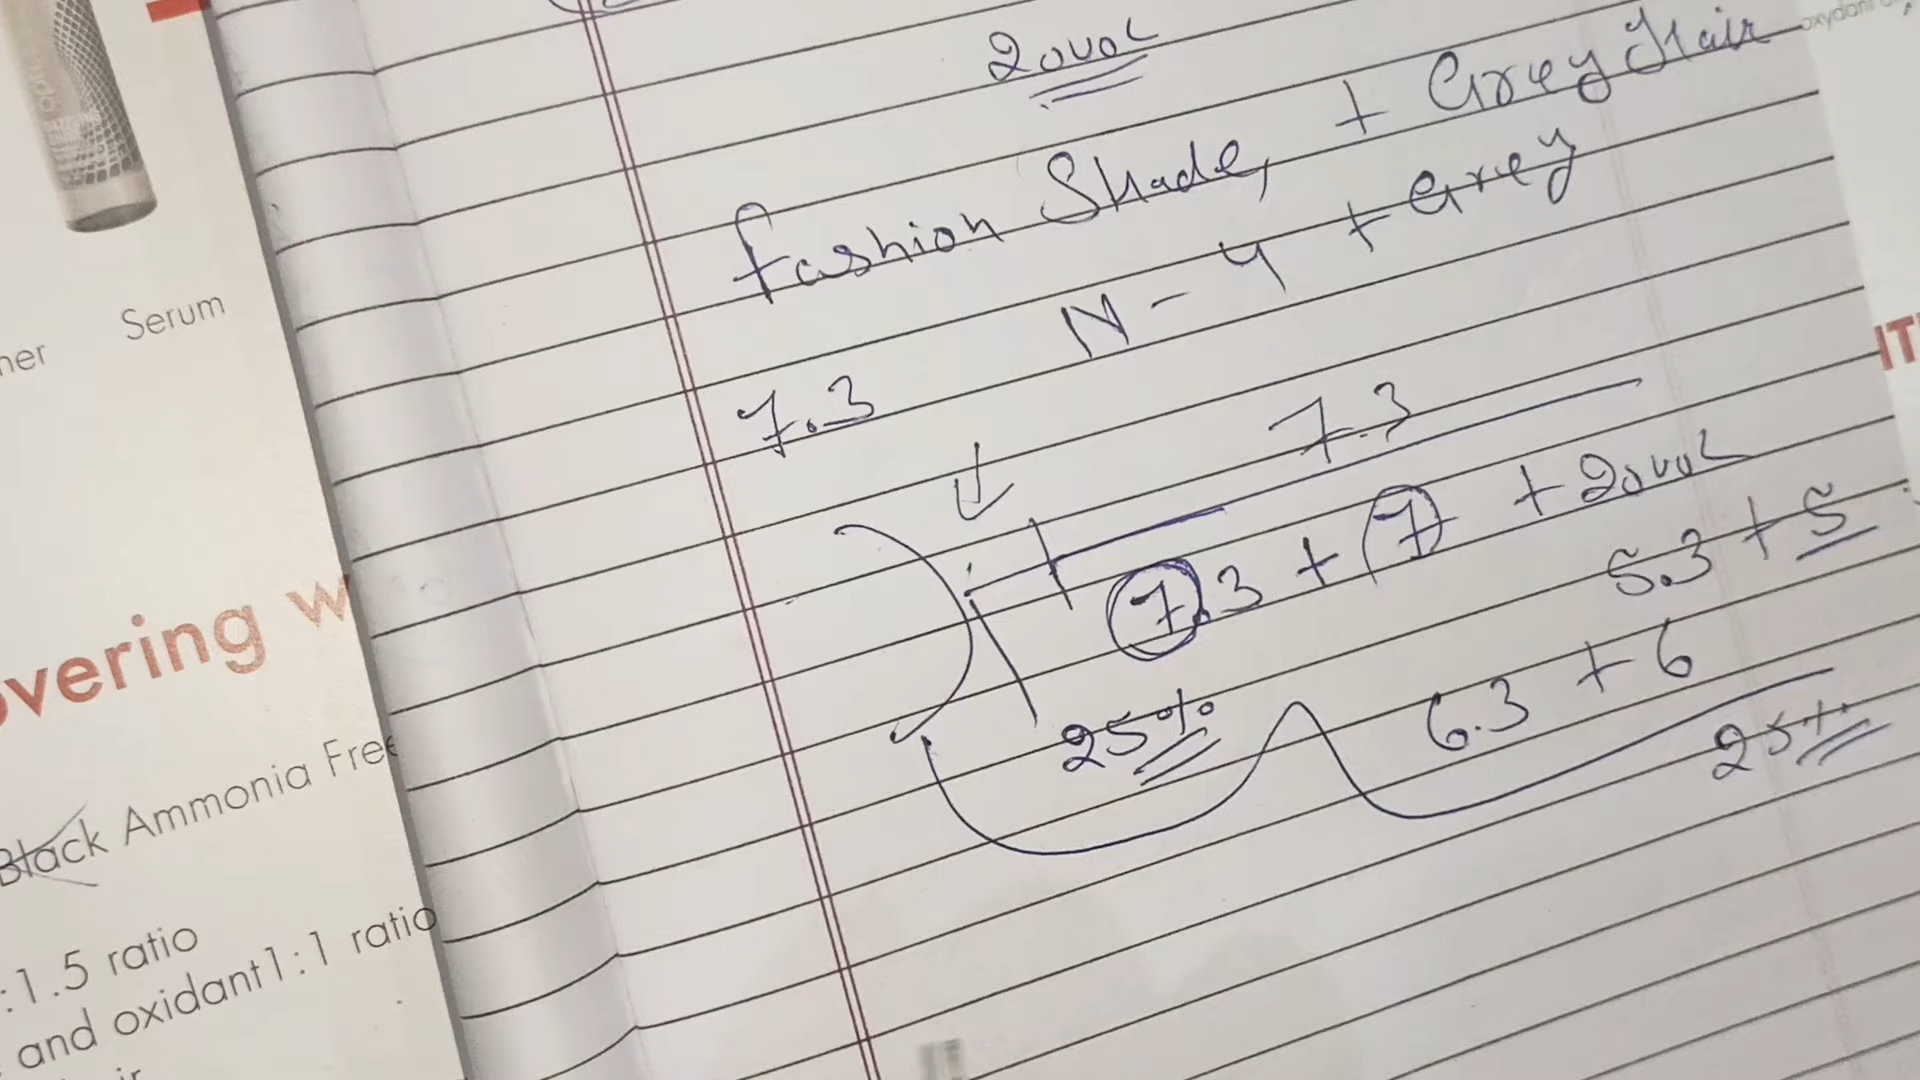 Serum
overing w
Black Ammonia Free
:1.5 ratio
and oxidant 1:1 ratio
20vol
Fashion Shade, + Grey Hair
N - 4 + Grey
7.3
7.3
7.3 + 7 + 20vol
5.3 + 5
25%
6.3 + 6
25%